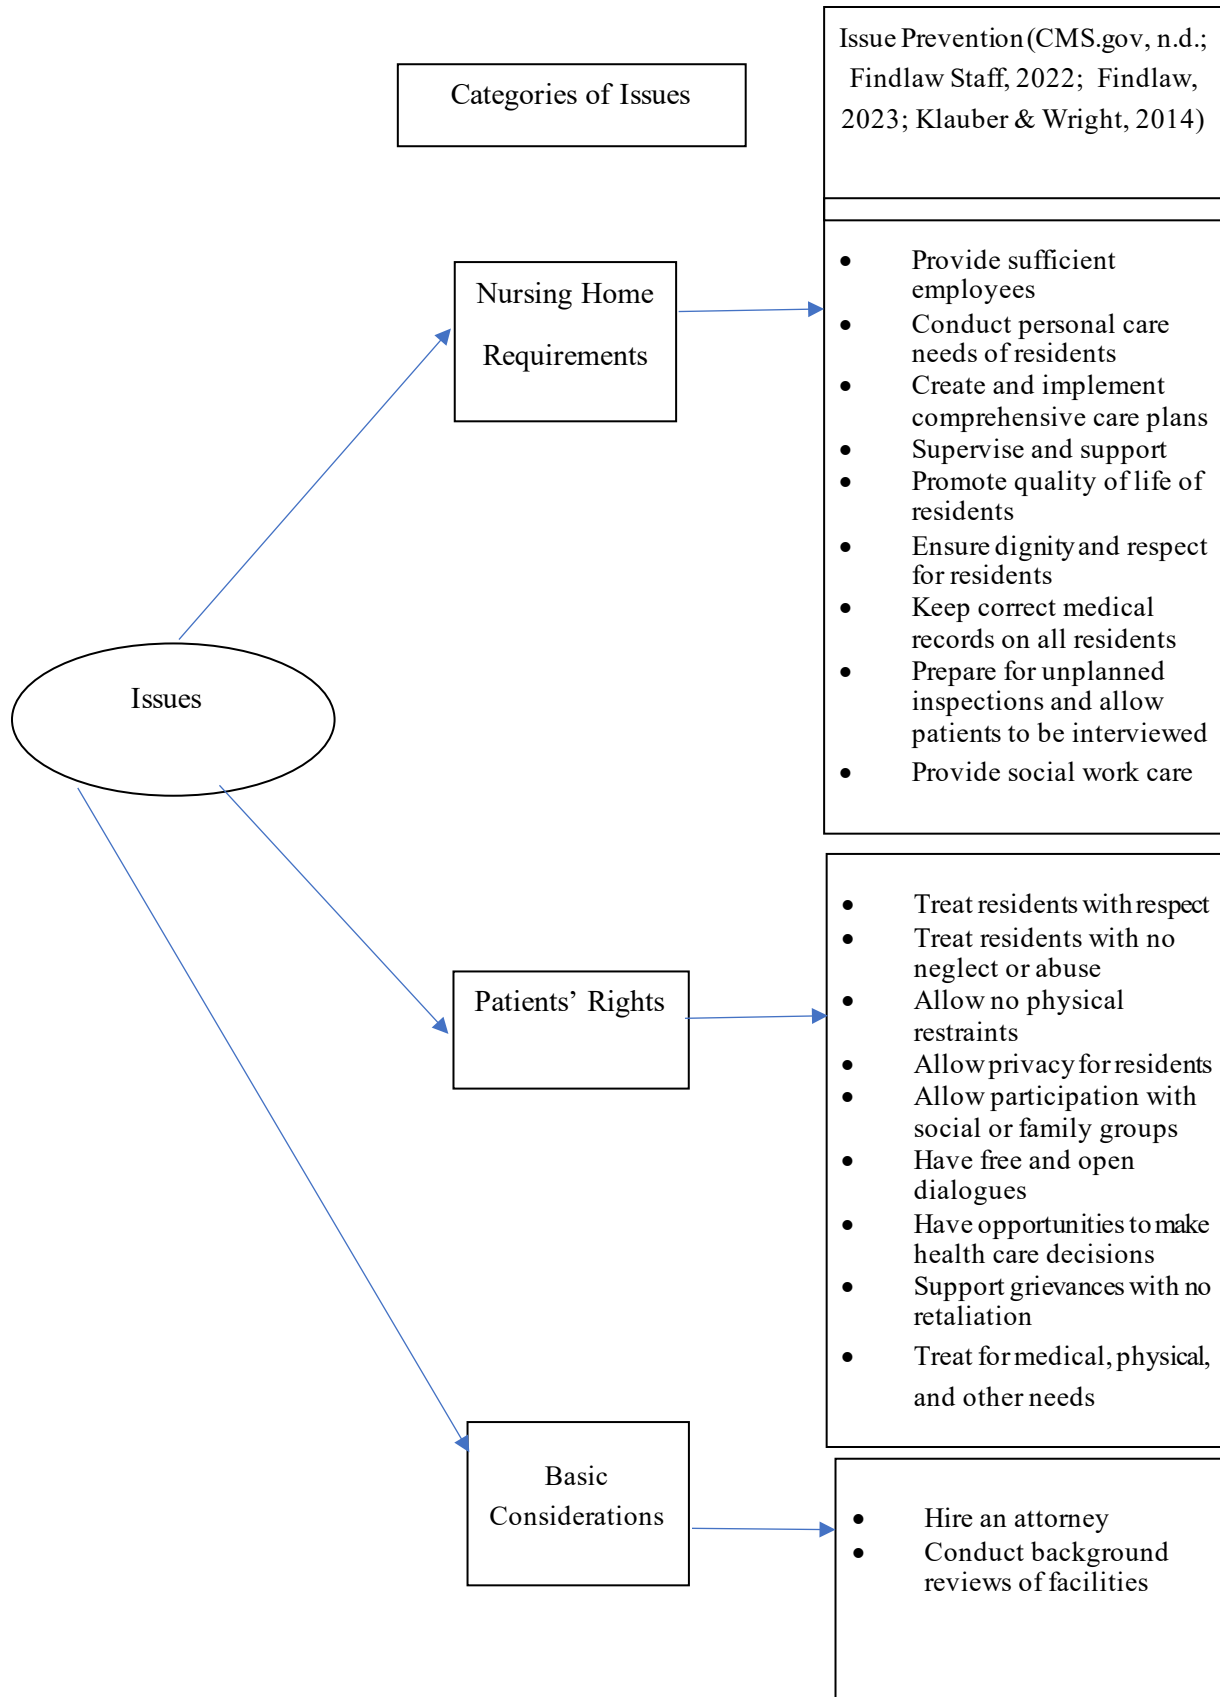 Categories of Issues
Issue Prevention (CMS.gov, n.d.;
Findlaw Staff, 2022; Findlaw,
2023; Klauber & Wright, 2014)
Nursing Home
Requirements
• Provide sufficient
employees
• Conduct personal care
needs of residents
• Create and implement
comprehensive care plans
• Supervise and support
• Promote quality of life of
residents
• Ensure dignity and respect
for residents
• Keep correct medical
records on all residents
• Prepare for unplanned
inspections and allow
patients to be interviewed
• Provide social work care
Issues
Patients’ Rights
• Treat residents with respect
• Treat residents with no
neglect or abuse
• Allow no physical
restraints
• Allow privacy for residents
• Allow participation with
social or family groups
• Have free and open
dialogues
• Have opportunities to make
health care decisions
• Support grievances with no
retaliation
• Treat for medical, physical,
and other needs
Basic
Considerations
• Hire an attorney
• Conduct background
reviews of facilities